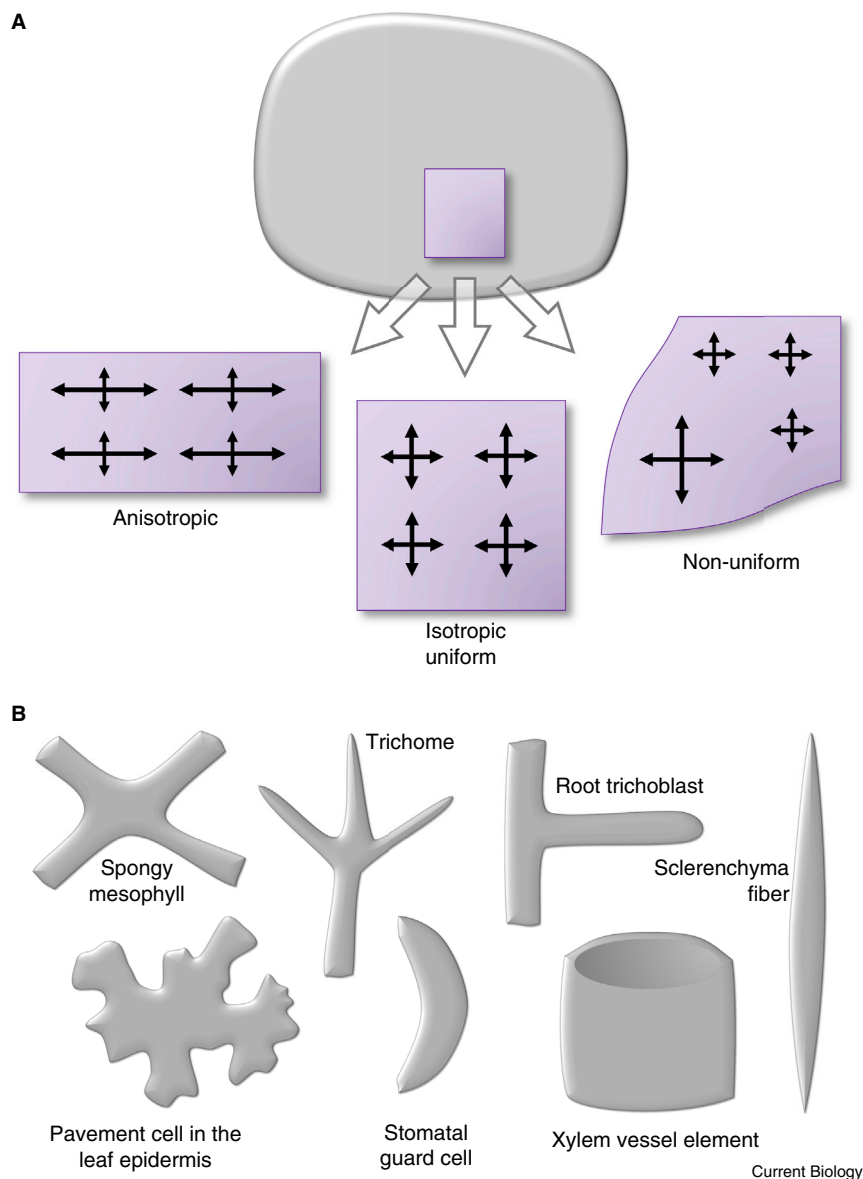 A
Anisotropic
Isotropic
uniform
Non-uniform
B
Spongy
mesophyll
Trichome
Root trichoblast
Sclerenchyma
fiber
Pavement cell in the
leaf epidermis
Stomatal
guard cell
Xylem vessel element
Current Biology